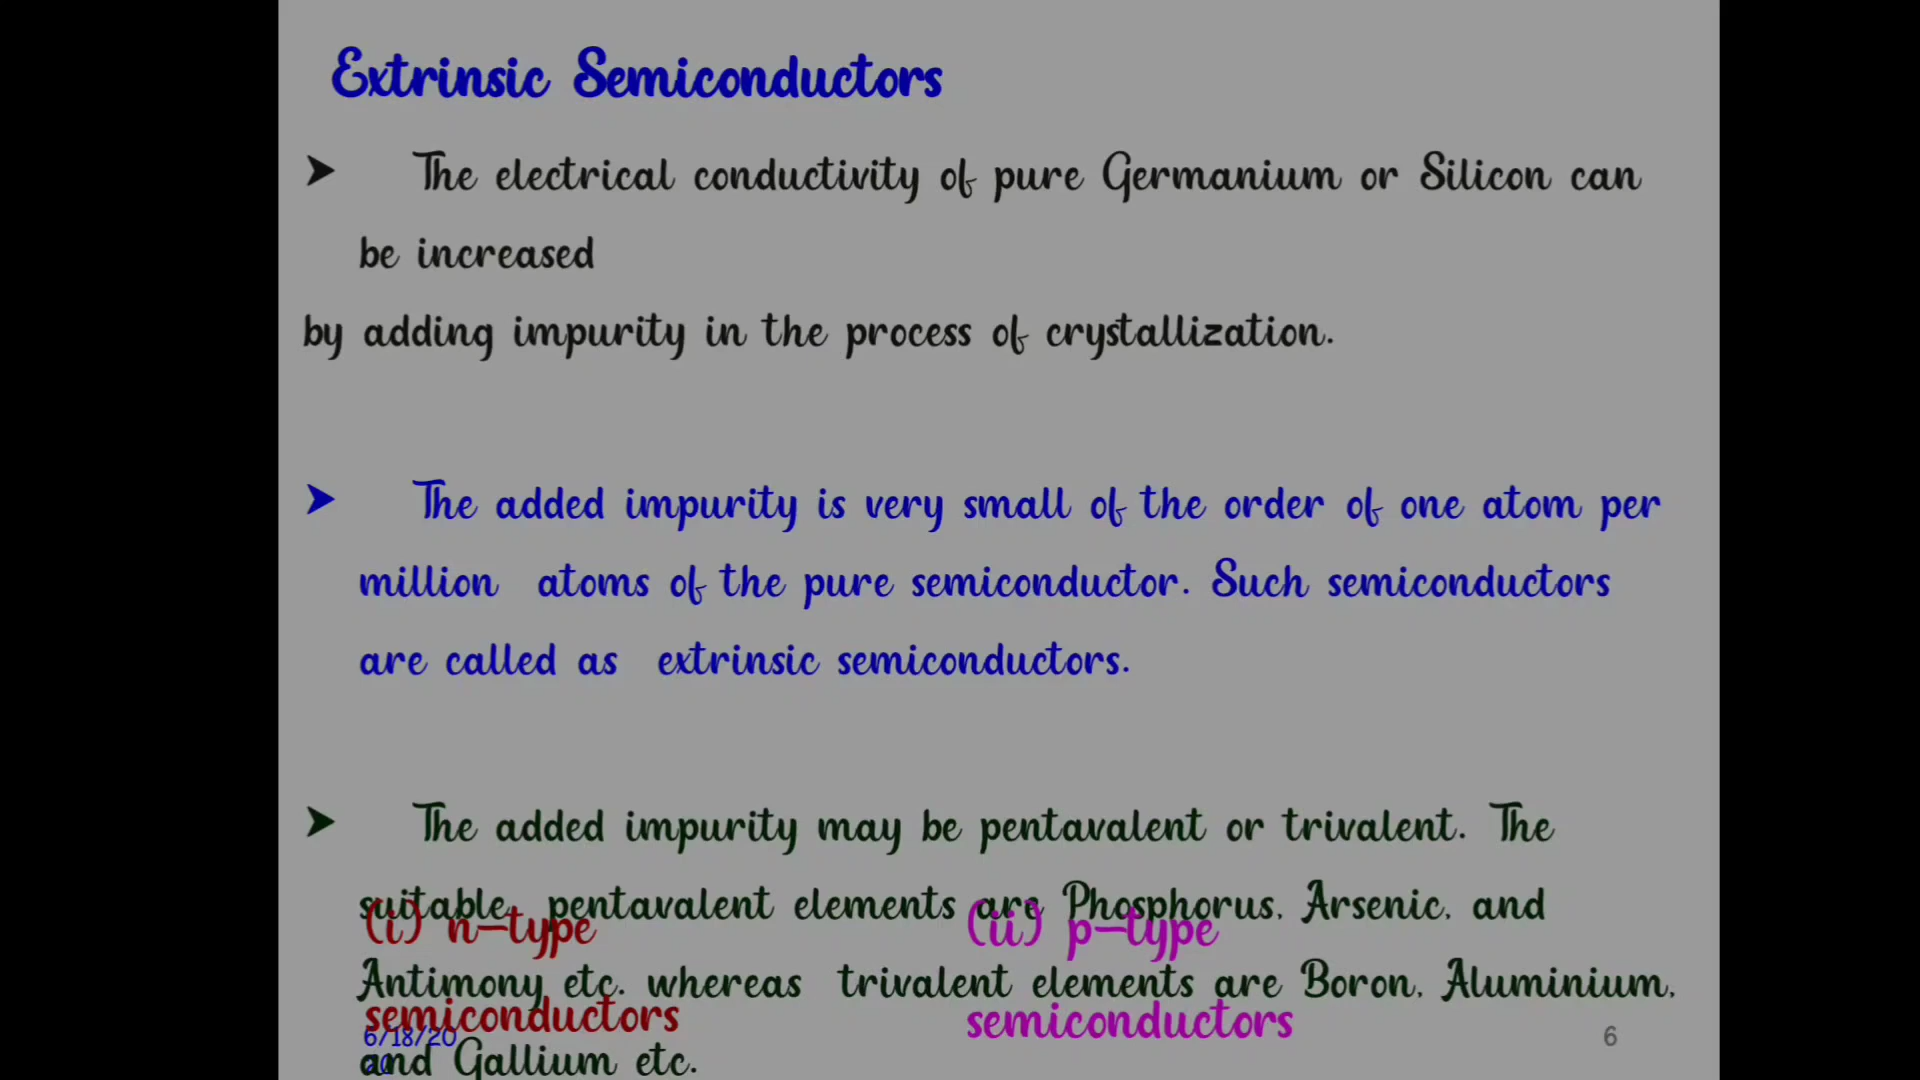 Extrinsic Semiconductors
➤ The electrical conductivity of pure Germanium or Silicon can
be increased
by adding impurity in the process of crystallization.
➤ The added impurity is very small of the order of one atom per
million atoms of the pure semiconductor. Such semiconductors
are called as extrinsic semiconductors.
➤ The added impurity may be pentavalent or trivalent. The
suitable pentavalent elements are Phosphorus, Arsenic, and
(i) n-type
(ii) p-type
Antimony etc. whereas trivalent elements are Boron, Aluminium,
semiconductors
semiconductors
6/18/20
20
6
and Gallium etc.